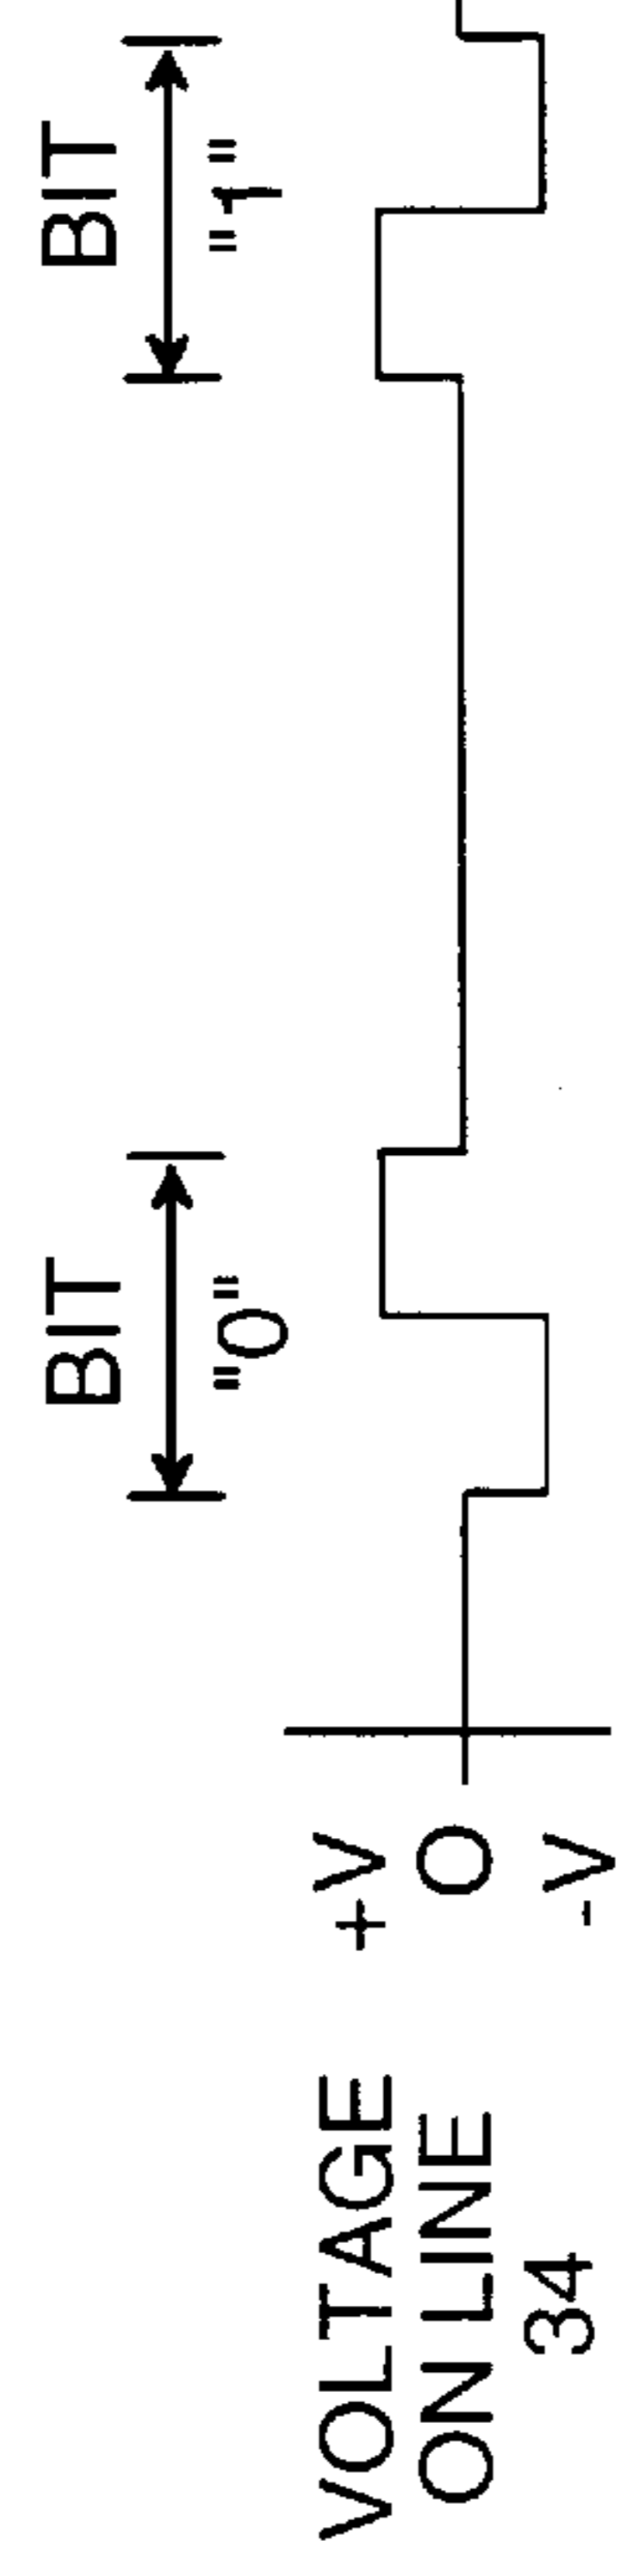 BIT
"0"
BIT
"1"
VOLTAGE
ON LINE
34
+V
O
-V